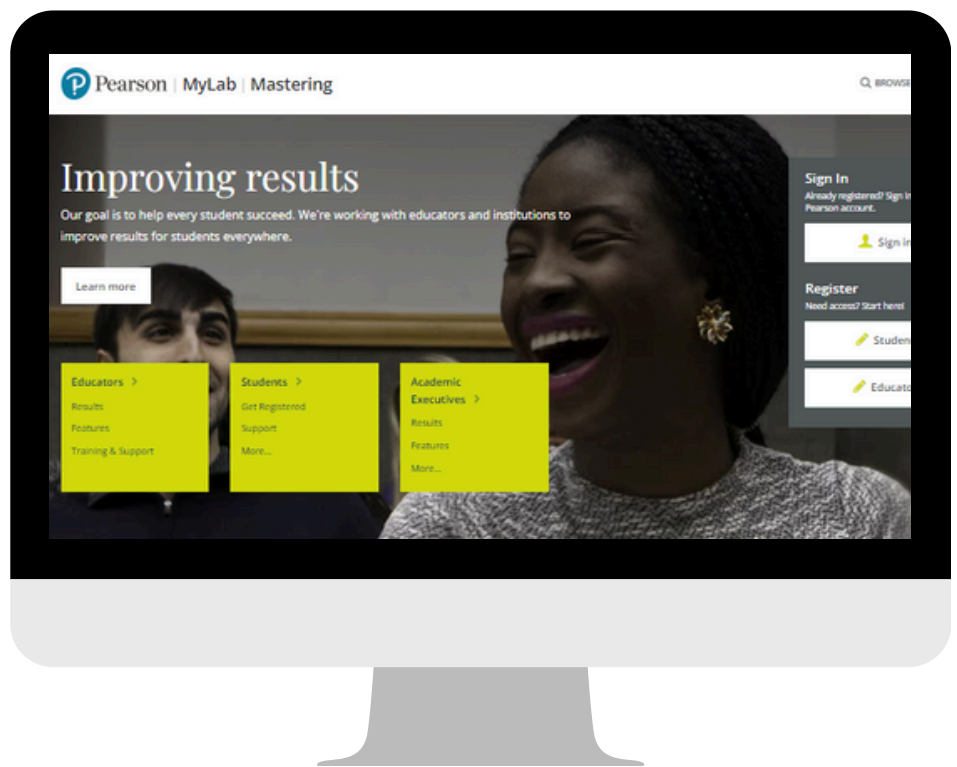 Pearson | MyLab | Mastering
BROWSE
Improving results
Our goal is to help every student succeed. We're working with educators and institutions to
improve results for students everywhere.
Learn more
Educators >
Results
Features
Training & Support
Students >
Get Registered
Support
More...
Academic
Executives >
Results
Features
More...
Sign In
Already registered? Sign in
Pearson account.
Sign in
Register
Need access? Start here!
Studen
Educato